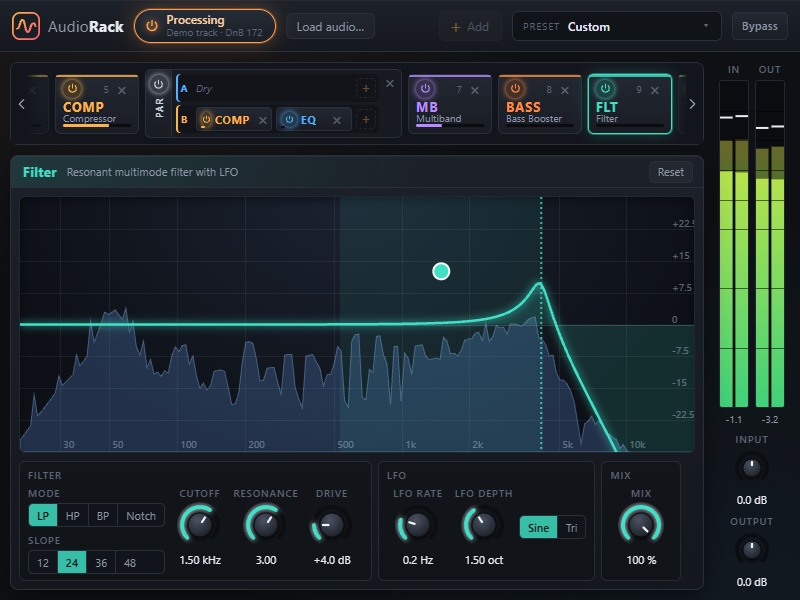 AudioRack
Processing
Demo track · DnB 172
Load audio...
+ Add
PRESET Custom
Bypass
5
COMP
Compressor
PAR
A Dry
B COMP EQ
7
MB
Multiband
8
BASS
Bass Booster
9
FLT
Filter
IN OUT
Filter Resonant multimode filter with LFO
Reset
+22.5
+15
+7.5
0
-7.5
-15
-22.5
30 50 100 200 500 1k 2k 5k 10k
-1.1 -3.2
INPUT
0.0 dB
OUTPUT
0.0 dB
FILTER
MODE
LP HP BP Notch
SLOPE
12 24 36 48
CUTOFF
1.50 kHz
RESONANCE
3.00
DRIVE
+4.0 dB
LFO
LFO RATE
0.2 Hz
LFO DEPTH
1.50 oct
Sine Tri
MIX
MIX
100 %